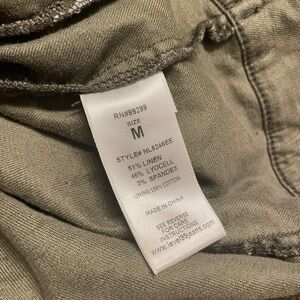 RN#99299
SIZE
M
STYLE# NL5246EE
51% LINEN
46% LYOCELL
3% SPANDEX
LINING:100% COTTON
MADE IN CHINA
SEE REVERSE
FOR CARE
INSTRUCTIONS
www.level99jeans.com